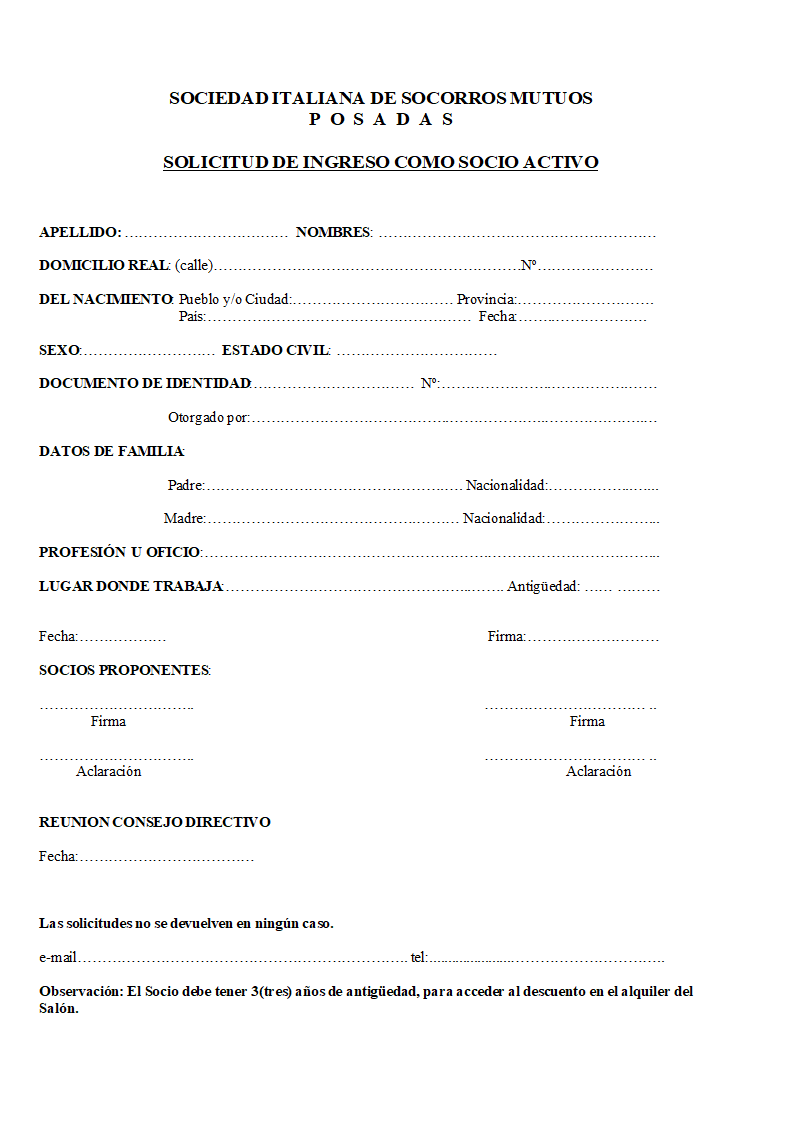 SOCIEDAD ITALIANA DE SOCORROS MUTUOS
P O S A D A S
SOLICITUD DE INGRESO COMO SOCIO ACTIVO
APELLIDO: ……………………………. NOMBRES: …………………………………………………
DOMICILIO REAL: (calle)………………………………………………………Nº……………………
DEL NACIMIENTO: Pueblo y/o Ciudad:…………………………… Provincia:……………………….
País:……………………………………………… Fecha:……..………………
SEXO:……………………… ESTADO CIVIL: ……………………………
DOCUMENTO DE IDENTIDAD:…………………………… Nº:………………………………………
Otorgado por:…………………………………………………………………………
DATOS DE FAMILIA:
Padre:…………………………………………….. Nacionalidad:…………………..
Madre:…………………………………………… Nacionalidad:…………………..
PROFESIÓN U OFICIO:…………………………………………………………………………………..
LUGAR DONDE TRABAJA:…………………………………………………. Antigüedad: …… ………
Fecha:……………… Firma:………………………
SOCIOS PROPONENTES:
………………………….. …………………………… ..
Firma Firma
………………………….. …………………………… ..
Aclaración Aclaración
REUNION CONSEJO DIRECTIVO
Fecha:………………………………
Las solicitudes no se devuelven en ningún caso.
e-mail…………………………………………………………. tel:......................………………………….
Observación: El Socio debe tener 3(tres) años de antigüedad, para acceder al descuento en el alquiler del
Salón.